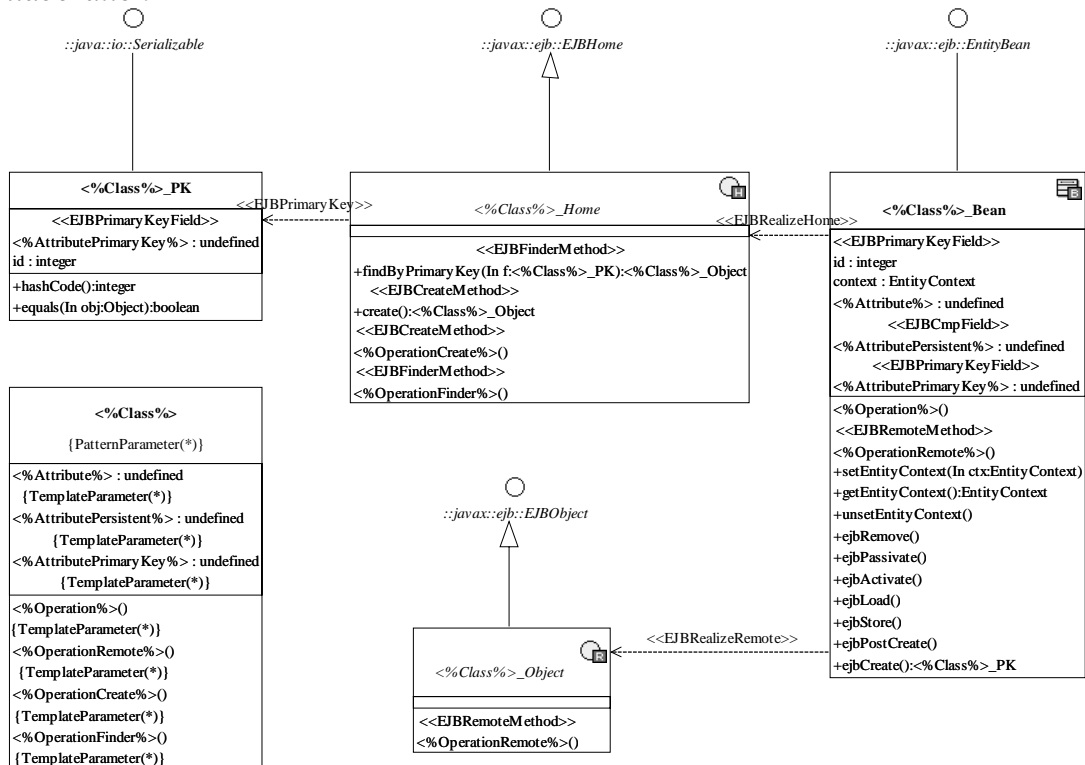 ::java::io::Serializable
::javax::ejb::EJBHome
::javax::ejb::EntityBean
<%Class%>_PK
<<EJBPrimaryKeyField>>
<%AttributePrimaryKey%> : undefined
id : integer
+hashCode():integer
+equals(In obj:Object):boolean
<<EJBPrimaryKey>>
<%Class%>_Home
<<EJBFinderMethod>>
+findByPrimaryKey(In f:<%Class%>_PK):<%Class%>_Object
<<EJBCreateMethod>>
+create():<%Class%>_Object
<<EJBCreateMethod>>
<%OperationCreate%>()
<<EJBFinderMethod>>
<%OperationFinder%>()
<<EJBRealizeHome>>
<%Class%>_Bean
<<EJBPrimaryKeyField>>
id : integer
context : EntityContext
<%Attribute%> : undefined
<<EJBCmpField>>
<%AttributePersistent%> : undefined
<<EJBPrimaryKeyField>>
<%AttributePrimaryKey%> : undefined
<%Operation%>()
<<EJBRemoteMethod>>
<%OperationRemote%>()
+setEntityContext(In ctx:EntityContext)
+getEntityContext():EntityContext
+unsetEntityContext()
+ejbRemove()
+ejbPassivate()
+ejbActivate()
+ejbLoad()
+ejbStore()
+ejbPostCreate()
+ejbCreate():<%Class%>_PK
<%Class%>
{PatternParameter(*)}
<%Attribute%> : undefined
{TemplateParameter(*)}
<%AttributePersistent%> : undefined
{TemplateParameter(*)}
<%AttributePrimaryKey%> : undefined
{TemplateParameter(*)}
<%Operation%>()
{TemplateParameter(*)}
<%OperationRemote%>()
{TemplateParameter(*)}
<%OperationCreate%>()
{TemplateParameter(*)}
<%OperationFinder%>()
{TemplateParameter(*)}
::javax::ejb::EJBObject
<<EJBRealizeRemote>>
<%Class%>_Object
<<EJBRemoteMethod>>
<%OperationRemote%>()
H
B
R